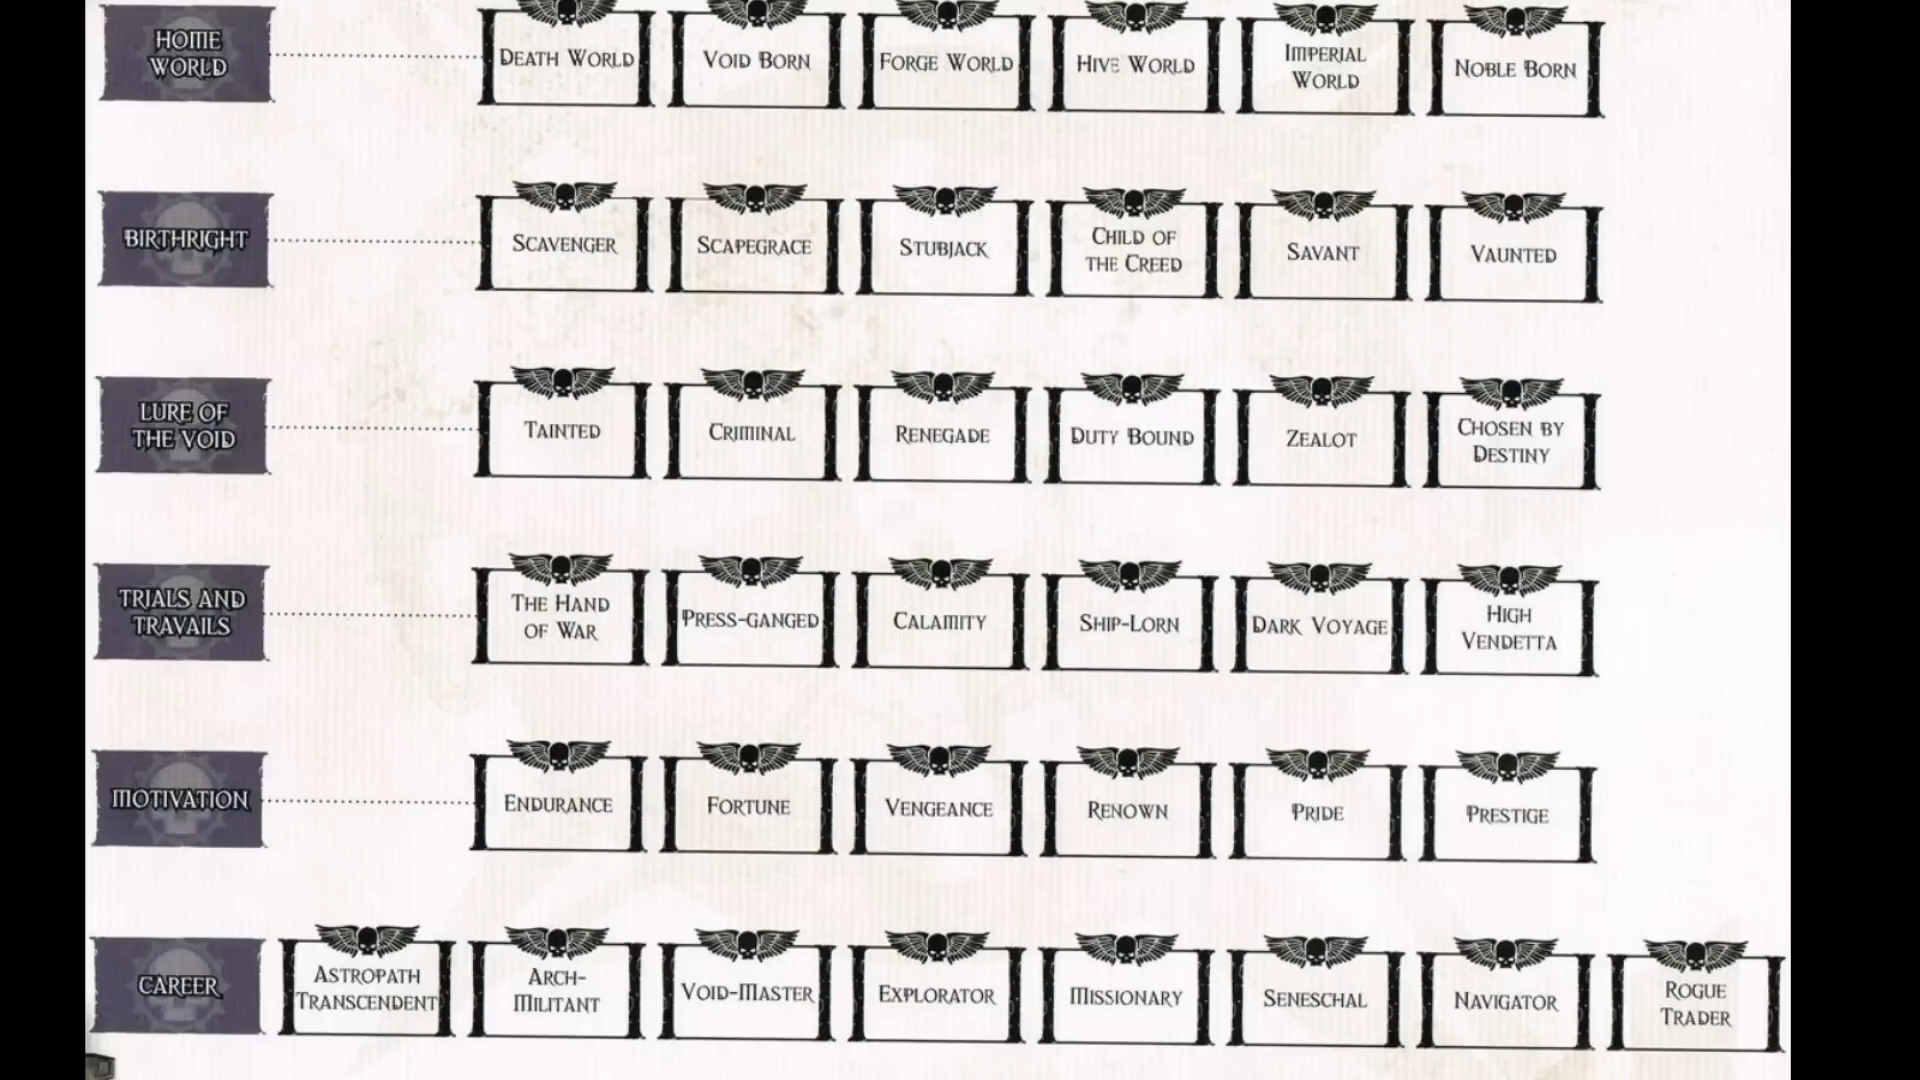 HOME
WORLD
DEATH WORLD
VOID BORN
FORGE WORLD
HIVE WORLD
IMPERIAL
WORLD
NOBLE BORN
BIRTHRIGHT
SCAVENGER
SCAPEGRACE
STUBJACK
CHILD OF
THE CREED
SAVANT
VAUNTED
LURE OF
THE VOID
TAINTED
CRIMINAL
RENEGADE
DUTY BOUND
ZEALOT
CHOSEN BY
DESTINY
TRIALS AND
TRAVAILS
THE HAND
OF WAR
PRESS-GANGED
CALAMITY
SHIP-LORN
DARK VOYAGE
HIGH
VENDETTA
MOTIVATION
ENDURANCE
FORTUNE
VENGEANCE
RENOWN
PRIDE
PRESTIGE
CAREER
ASTROPATH
TRANSCENDENT
ARCH-
MILITANT
VOID-MASTER
EXPLORATOR
MISSIONARY
SENESCHAL
NAVIGATOR
ROGUE
TRADER